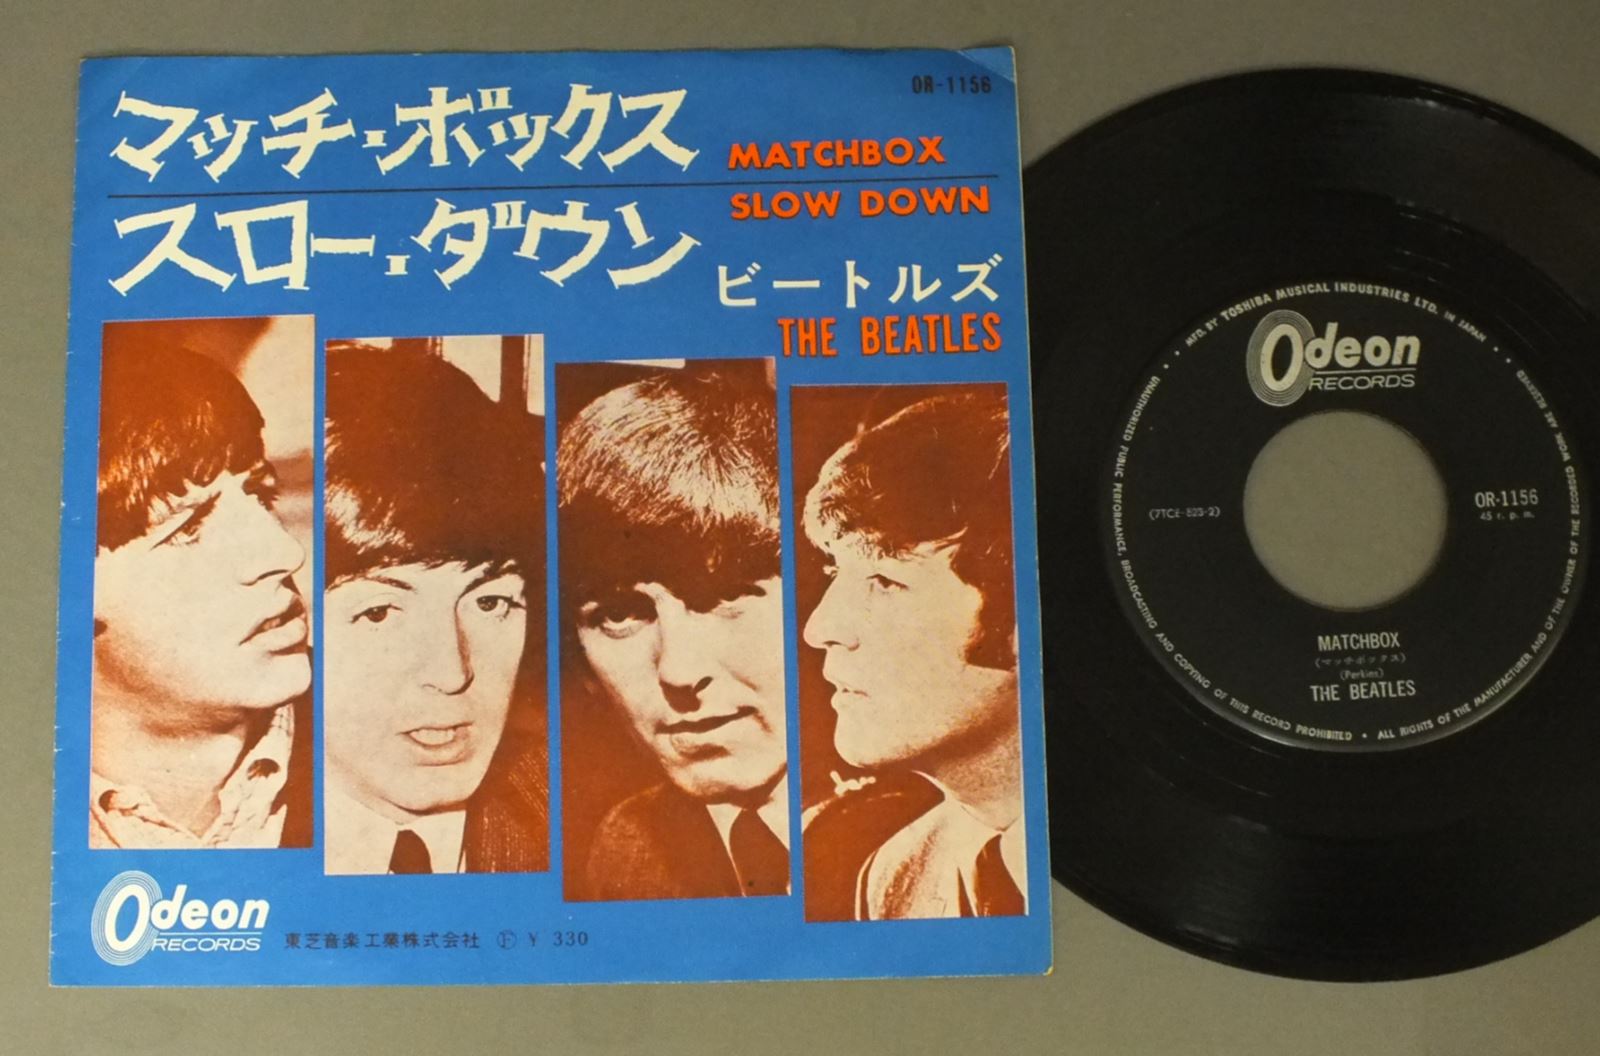 OR-1156
マッチ・ボックス
MATCHBOX
スロー・ダウン
SLOW DOWN
ビートルズ
THE BEATLES
Odeon
RECORDS
東芝音楽工業株式会社 Ⓕ ¥ 330
MFD. BY TOSHIBA MUSICAL INDUSTRIES LTD. IN JAPAN
Odeon
RECORDS
(7TCE-823-2)
OR-1156
45 r. p. m.
MATCHBOX
(マッチボックス)
(Perkins)
THE BEATLES
ALL RIGHTS OF THE MANUFACTURER AND OF THE OWNER OF THE RECORDED WORK ARE RESERVED
UNAUTHORIZED PUBLIC PERFORMANCE, BROADCASTING AND COPYING OF THIS RECORD PROHIBITED